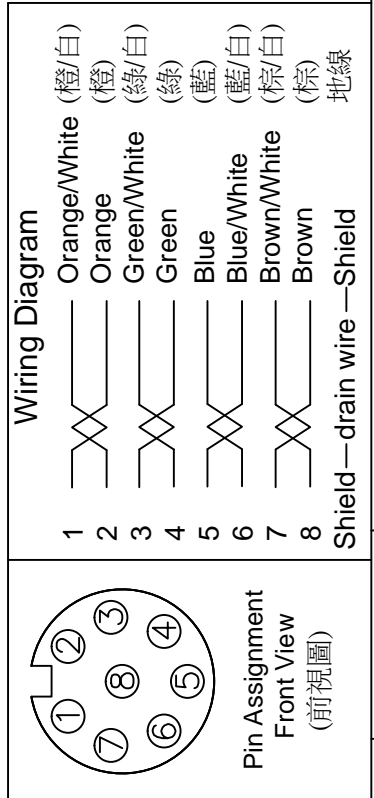 Wiring Diagram
1 Orange/White (橙/白)
2 Orange (橙)
3 Green/White (綠/白)
4 Green (綠)
5 Blue (藍)
6 Blue/White (藍/白)
7 Brown/White (棕/白)
8 Brown (棕)
Shield—drain wire—Shield 地線
1
2
3
4
5
6
7
8
Pin Assignment
Front View
(前視圖)